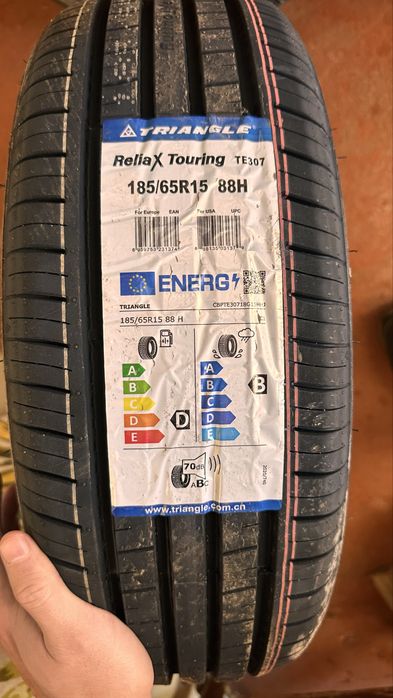 TRIANGLE
ReliaX Touring TE307
185/65R15 88H
For Europe EAN For USA UPC
ENERG
TRIANGLE
185/65R15 88 H
A A
B B B
C C
D D D
E E
70dB
ABC
www.triangle.com.cn